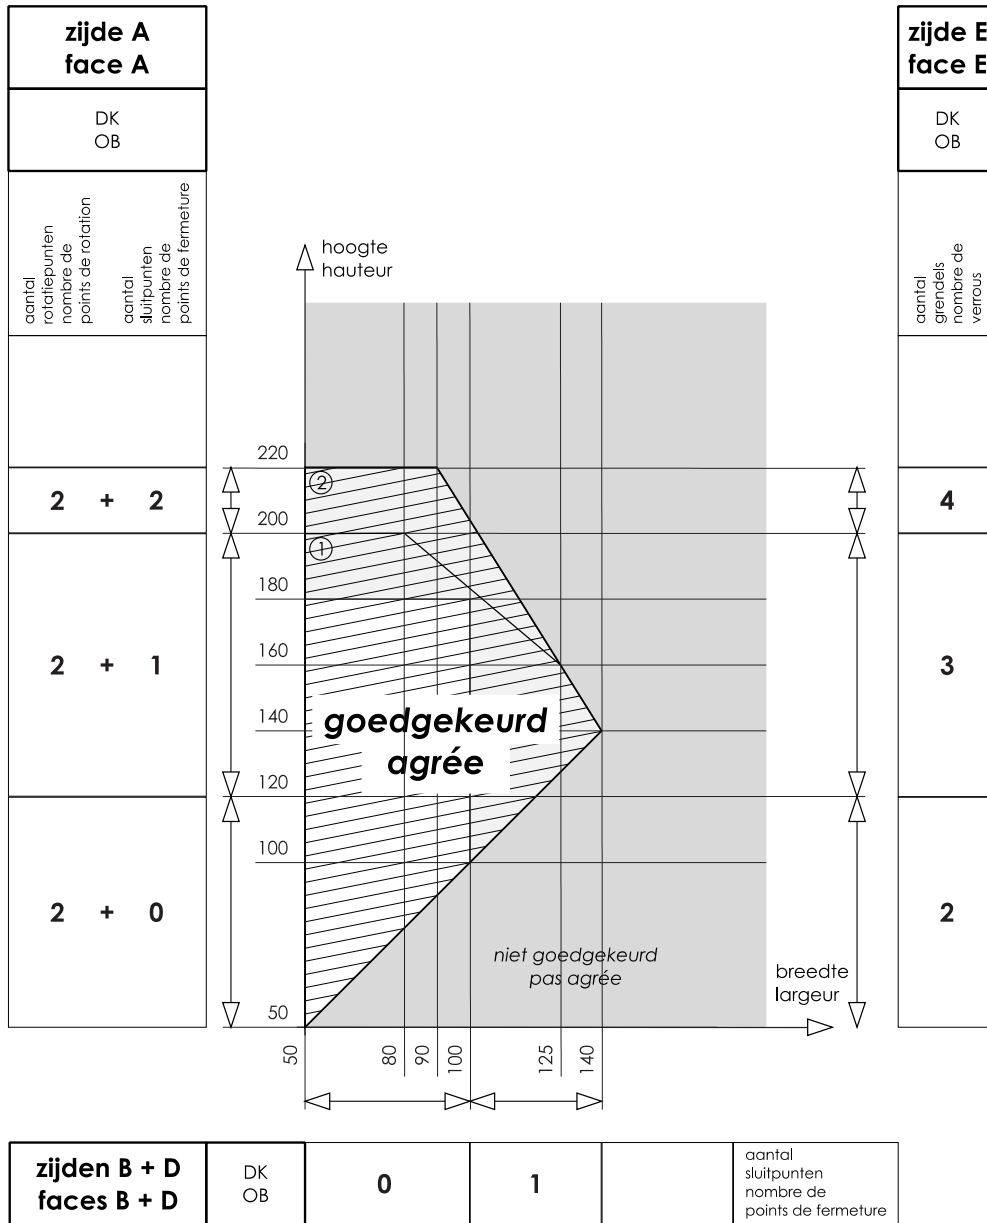 zijde A
face A
DK
OB
aantal
rotatiepunten
nombre de
points de rotation
aantal
sluitpunten
nombre de
points de fermeture
zijde E
face E
DK
OB
aantal
grendels
nombre de
verrous
hoogte
hauteur
220
2 + 2
②
4
200
①
180
2 + 1
160
3
140
goedgekeurd
agrée
120
100
2 + 0
2
niet goedgekeurd
pas agrée
breedte
largeur
50
50
80
90
100
125
140
zijden B + D
faces B + D
DK
OB
0
1
aantal
sluitpunten
nombre de
points de fermeture